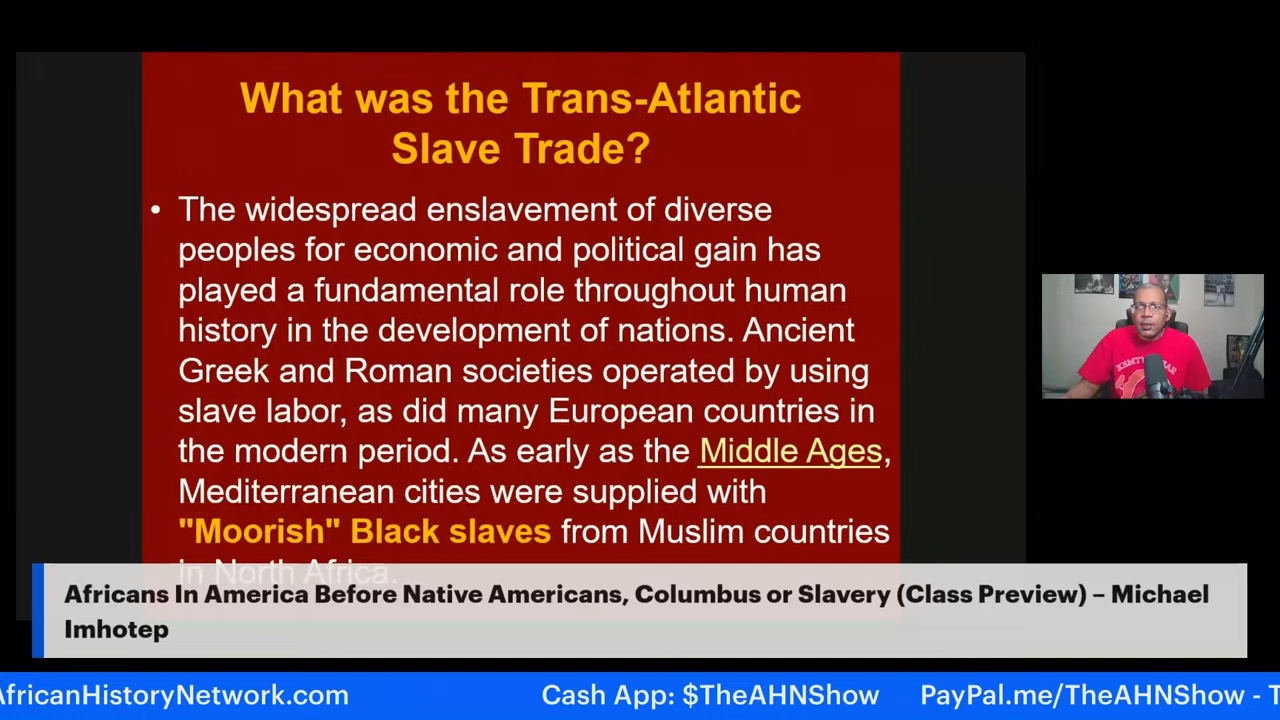 What was the Trans-Atlantic
Slave Trade?
• The widespread enslavement of diverse
peoples for economic and political gain has
played a fundamental role throughout human
history in the development of nations. Ancient
Greek and Roman societies operated by using
slave labor, as did many European countries in
the modern period. As early as the Middle Ages,
Mediterranean cities were supplied with
"Moorish" Black slaves from Muslim countries
in North Africa.
Africans In America Before Native Americans, Columbus or Slavery (Class Preview) – Michael
Imhotep
AfricanHistoryNetwork.com Cash App: $TheAHNShow PayPal.me/TheAHNShow - T